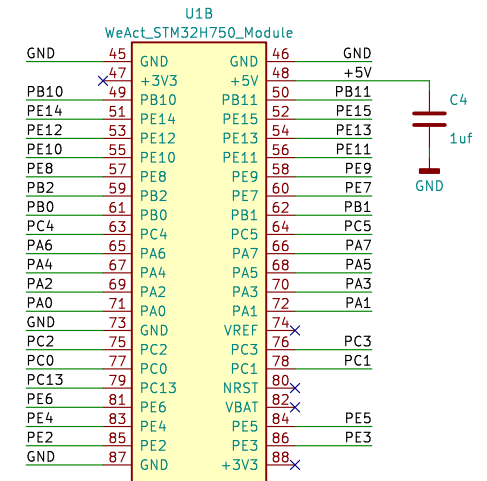 U1B
WeAct_STM32H750_Module
GND 45 GND GND 46 GND
47 +3V3 +5V 48 +5V
PB10 49 PB10 PB11 50 PB11
PE14 51 PE14 PE15 52 PE15
PE12 53 PE12 PE13 54 PE13
PE10 55 PE10 PE11 56 PE11
PE8 57 PE8 PE9 58 PE9
PB2 59 PB2 PE7 60 PE7
PB0 61 PB0 PB1 62 PB1
PC4 63 PC4 PC5 64 PC5
PA6 65 PA6 PA7 66 PA7
PA4 67 PA4 PA5 68 PA5
PA2 69 PA2 PA3 70 PA3
PA0 71 PA0 PA1 72 PA1
GND 73 GND VREF 74
PC2 75 PC2 PC3 76 PC3
PC0 77 PC0 PC1 78 PC1
PC13 79 PC13 NRST 80
PE6 81 PE6 VBAT 82
PE4 83 PE4 PE5 84 PE5
PE2 85 PE2 PE3 86 PE3
GND 87 GND +3V3 88
C4
1uf
GND